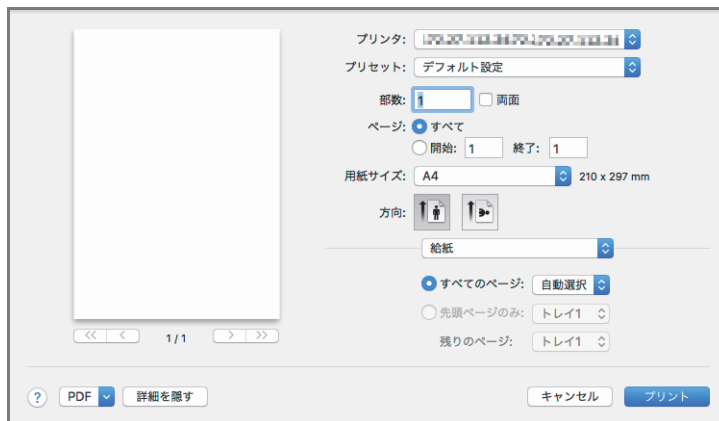 プリンタ:
プリセット: デフォルト設定
部数: 1 両面
ページ: すべて
開始: 1 終了: 1
用紙サイズ: A4 210 x 297 mm
方向:
給紙
すべてのページ: 自動選択
先頭ページのみ: トレイ1
残りのページ: トレイ1
<< < 1 / 1 > >>
? PDF 詳細を隠す キャンセル プリント